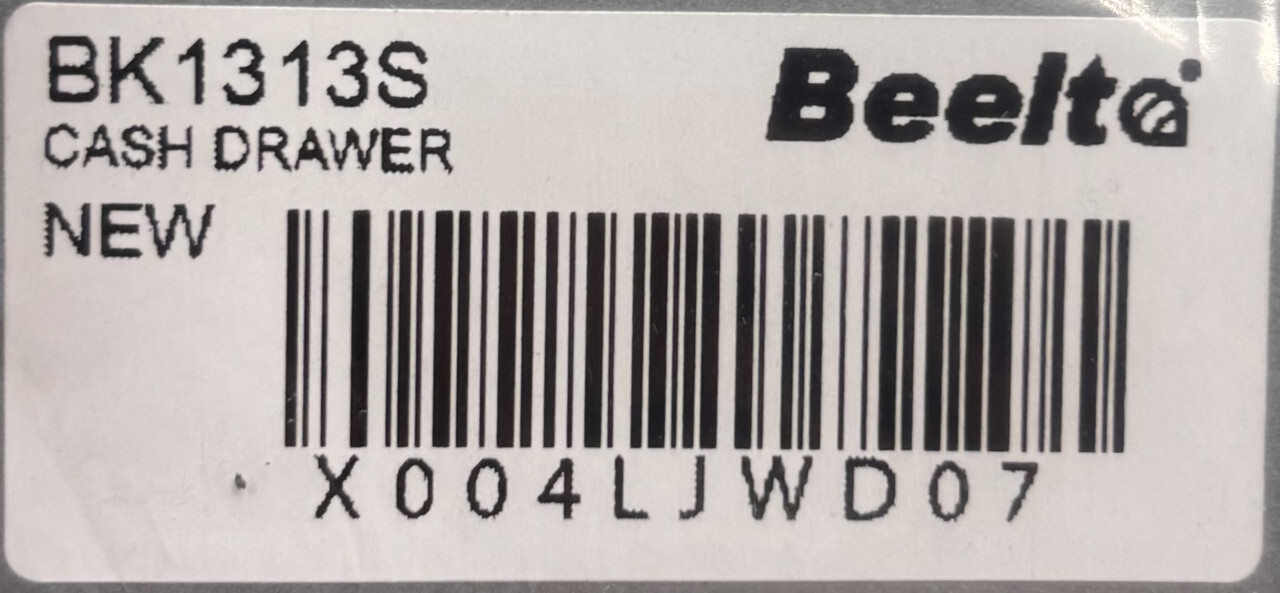 BK1313S
Beelta
CASH DRAWER
NEW
X004LJWD07